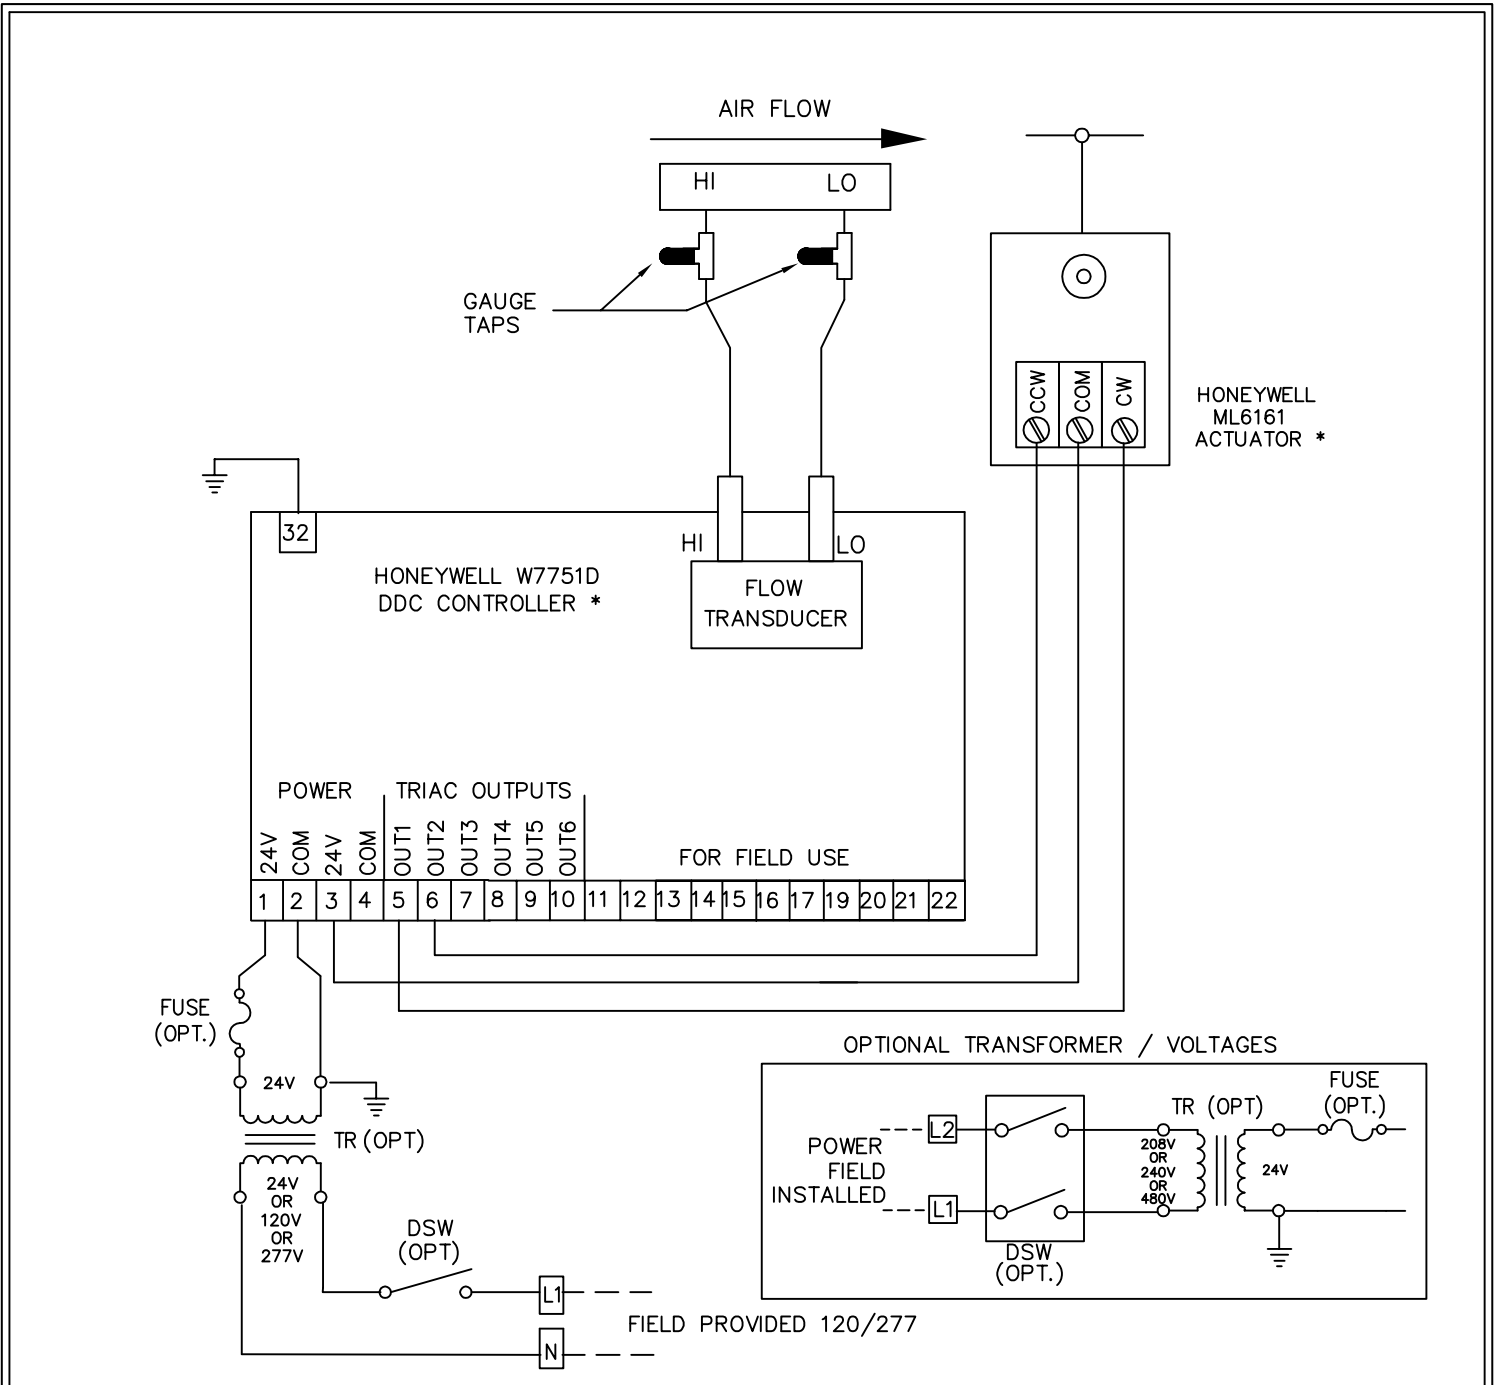 AIR FLOW
HI
LO
GAUGE
TAPS
CCW
COM
CW
HONEYWELL
ML6161
ACTUATOR *
32
HONEYWELL W7751D
DDC CONTROLLER *
HI
LO
FLOW
TRANSDUCER
POWER
TRIAC OUTPUTS
24V
COM
24V
COM
OUT1
OUT2
OUT3
OUT4
OUT5
OUT6
FOR FIELD USE
1 2 3 4 5 6 7 8 9 10 11 12 13 14 15 16 17 19 20 21 22
FUSE
(OPT.)
24V
TR (OPT)
24V
OR
120V
OR
277V
DSW
(OPT)
L1
N
FIELD PROVIDED 120/277
OPTIONAL TRANSFORMER / VOLTAGES
POWER
FIELD
INSTALLED
L2
L1
DSW
(OPT.)
TR (OPT)
208V
OR
240V
OR
480V
24V
FUSE
(OPT.)